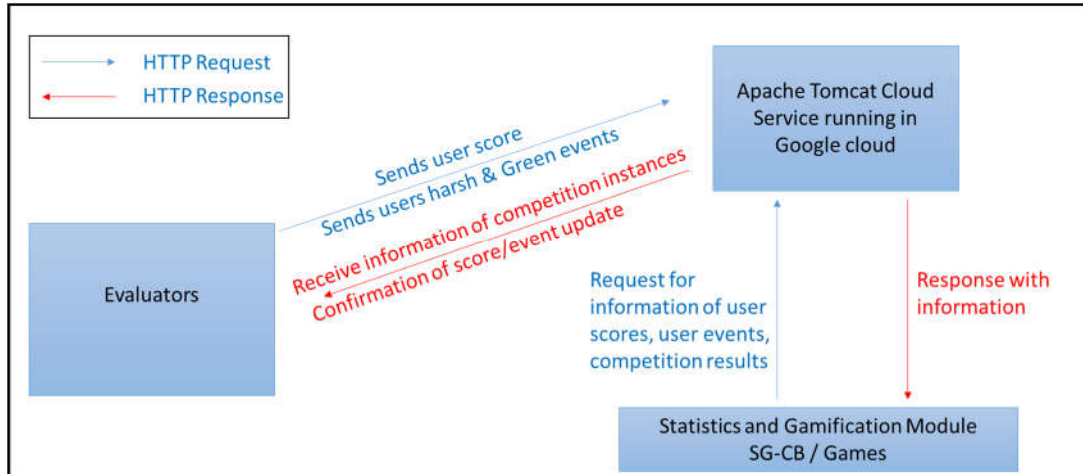 HTTP Request
HTTP Response
Apache Tomcat Cloud
Service running in
Google cloud
Sends user score
Sends users harsh & Green events
Receive information of competition instances
Confirmation of score/event update
Evaluators
Request for
information of user
scores, user events,
competition results
Response with
information
Statistics and Gamification Module
SG-CB / Games